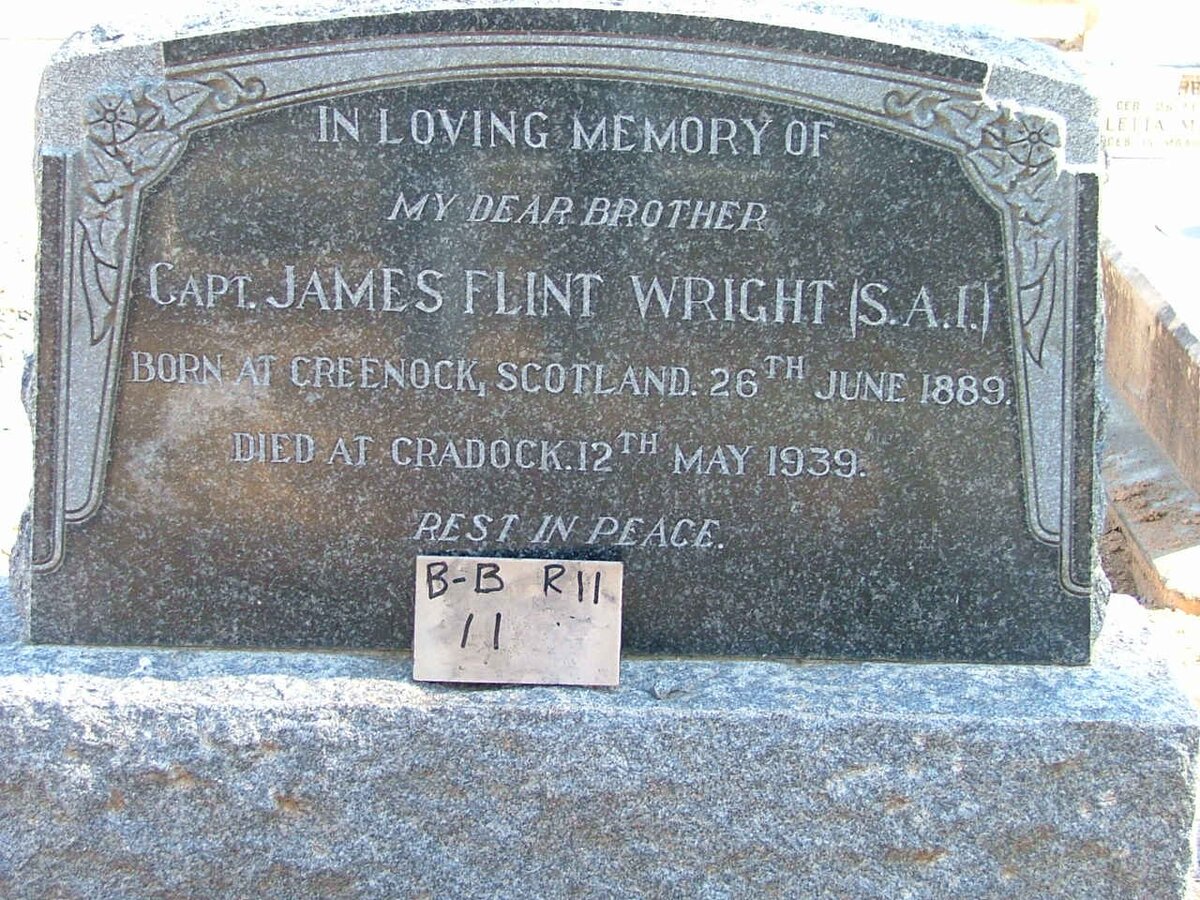 IN LOVING MEMORY OF
MY DEAR BROTHER
CAPT. JAMES FLINT WRIGHT (S.A.I.)
BORN AT GREENOCK, SCOTLAND. 26TH JUNE 1889.
DIED AT CRADOCK. 12TH MAY 1939.
REST IN PEACE.
B-B R11
11